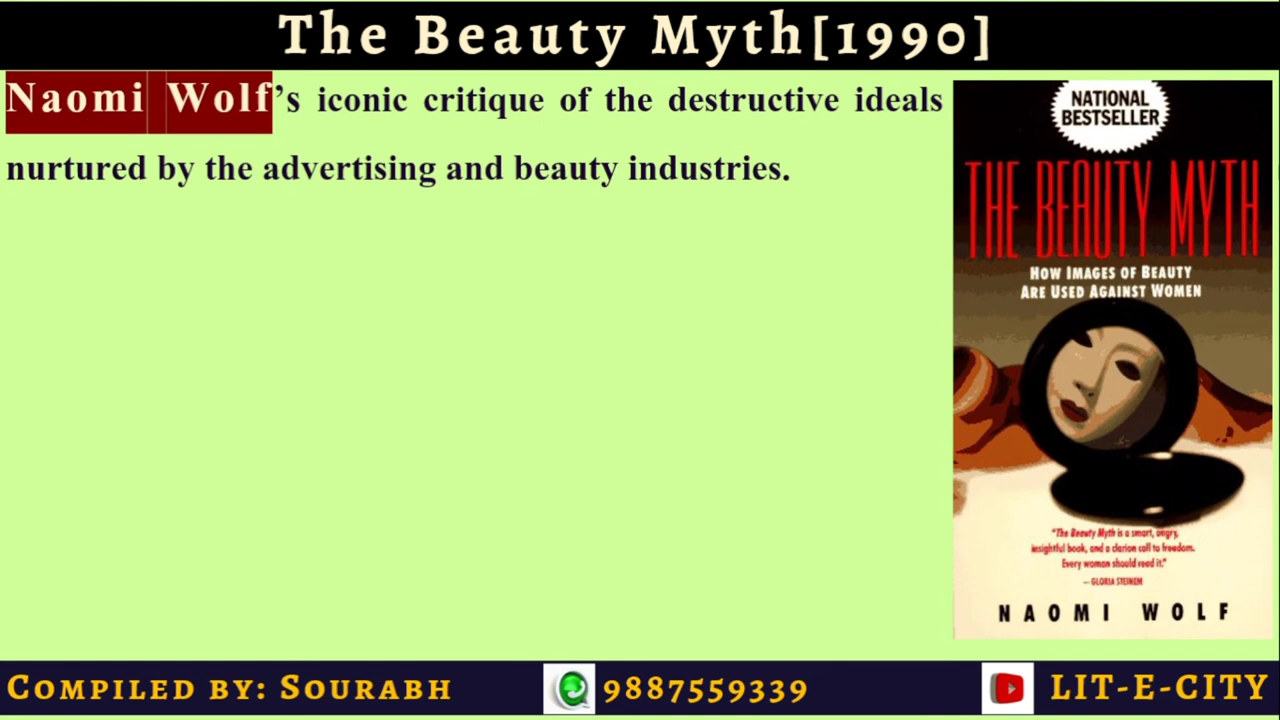 The Beauty Myth[1990]
Naomi Wolf’s iconic critique of the destructive ideals
nurtured by the advertising and beauty industries.
NATIONAL
BESTSELLER
THE BEAUTY MYTH
HOW IMAGES OF BEAUTY
ARE USED AGAINST WOMEN
"The Beauty Myth is a smart, angry,
insightful book, and a clarion call to freedom.
Every woman should read it."
—GLORIA STEINEM
NAOMI WOLF
COMPILED BY: SOURABH
9887559339
LIT-E-CITY